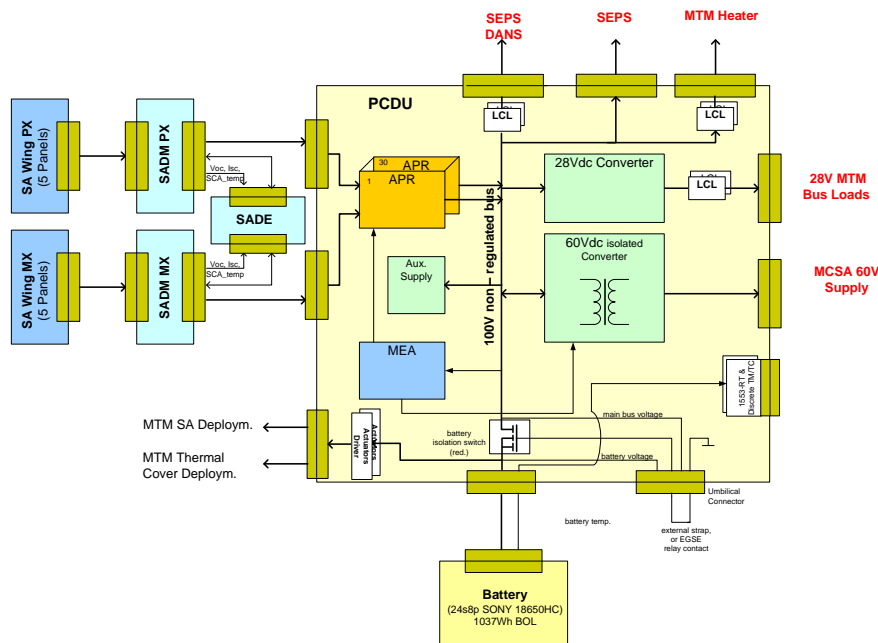 SEPS
DANS
SEPS
MTM Heater
PCDU
LCL
LCL
LCL
SA Wing PX
(5 Panels)
SADM PX
Voc, Isc,
SCA_temp
SADE
Voc, Isc,
SCA_temp
SA Wing MX
(5 Panels)
SADM MX
30
APR
1
APR
28Vdc Converter
LCL
28V MTM
Bus Loads
60Vdc isolated
Converter
MCSA 60V
Supply
Aux.
Supply
100V non – regulated bus
MEA
1553-RT &
Discrete TM/TC
MTM SA Deploym.
MTM Thermal
Cover Deploym.
Actuators
Actuators
Driver
battery
isolation switch
(red.)
main bus voltage
battery voltage
Umbilical
Connector
battery temp.
external strap,
or EGSE
relay contact
Battery
(24s8p SONY 18650HC)
1037Wh BOL